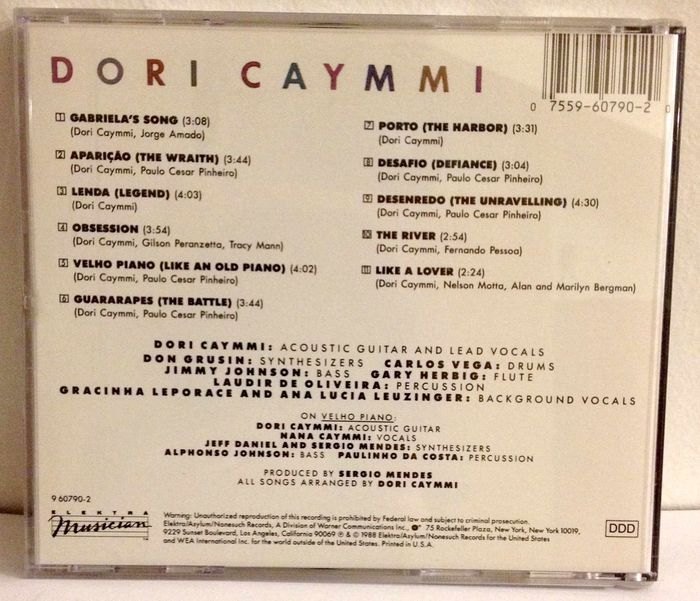 DORI CAYMMI
0 7559-60790-2 0
1 GABRIELA'S SONG (3:08)
(Dori Caymmi, Jorge Amado)
2 APARIÇÃO (THE WRAITH) (3:44)
(Dori Caymmi, Paulo Cesar Pinheiro)
3 LENDA (LEGEND) (4:03)
(Dori Caymmi)
4 OBSESSION (3:54)
(Dori Caymmi, Gilson Peranzetta, Tracy Mann)
5 VELHO PIANO (LIKE AN OLD PIANO) (4:02)
(Dori Caymmi, Paulo Cesar Pinheiro)
6 GUARARAPES (THE BATTLE) (3:44)
(Dori Caymmi, Paulo Cesar Pinheiro)
7 PORTO (THE HARBOR) (3:31)
(Dori Caymmi)
8 DESAFIO (DEFIANCE) (3:04)
(Dori Caymmi, Paulo Cesar Pinheiro)
9 DESENREDO (THE UNRAVELLING) (4:30)
(Dori Caymmi, Paulo Cesar Pinheiro)
10 THE RIVER (2:54)
(Dori Caymmi, Fernando Pessoa)
11 LIKE A LOVER (2:24)
(Dori Caymmi, Nelson Motta, Alan and Marilyn Bergman)
DORI CAYMMI: ACOUSTIC GUITAR AND LEAD VOCALS
DON GRUSIN: SYNTHESIZERS CARLOS VEGA: DRUMS
JIMMY JOHNSON: BASS GARY HERBIG: FLUTE
LAUDIR DE OLIVEIRA: PERCUSSION
GRACINHA LEPORACE AND ANA LUCIA LEUZINGER: BACKGROUND VOCALS
ON VELHO PIANO:
DORI CAYMMI: ACOUSTIC GUITAR
NANA CAYMMI: VOCALS
JEFF DANIEL AND SERGIO MENDES: SYNTHESIZERS
ALPHONSO JOHNSON: BASS PAULINHO DA COSTA: PERCUSSION
PRODUCED BY SERGIO MENDES
ALL SONGS ARRANGED BY DORI CAYMMI
9 60790-2
ELEKTRA
Musician
Warning: Unauthorized reproduction of this recording is prohibited by Federal law and subject to criminal prosecution.
Elektra/Asylum/Nonesuch Records, A Division of Warner Communications Inc., 75 Rockefeller Plaza, New York, New York 10019,
9229 Sunset Boulevard, Los Angeles, California 90069 ℗ & © 1988 Elektra/Asylum/Nonesuch Records for the United States
and WEA International Inc. for the world outside of the United States. Printed in U.S.A.
DDD